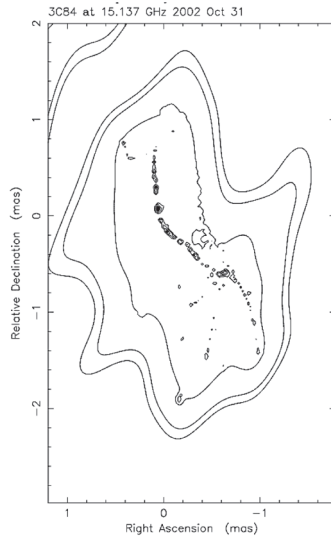 3C84 at 15.137 GHz 2002 Oct 31
2
1
0
−1
−2
Relative Declination (mas)
1
0
−1
Right Ascension (mas)